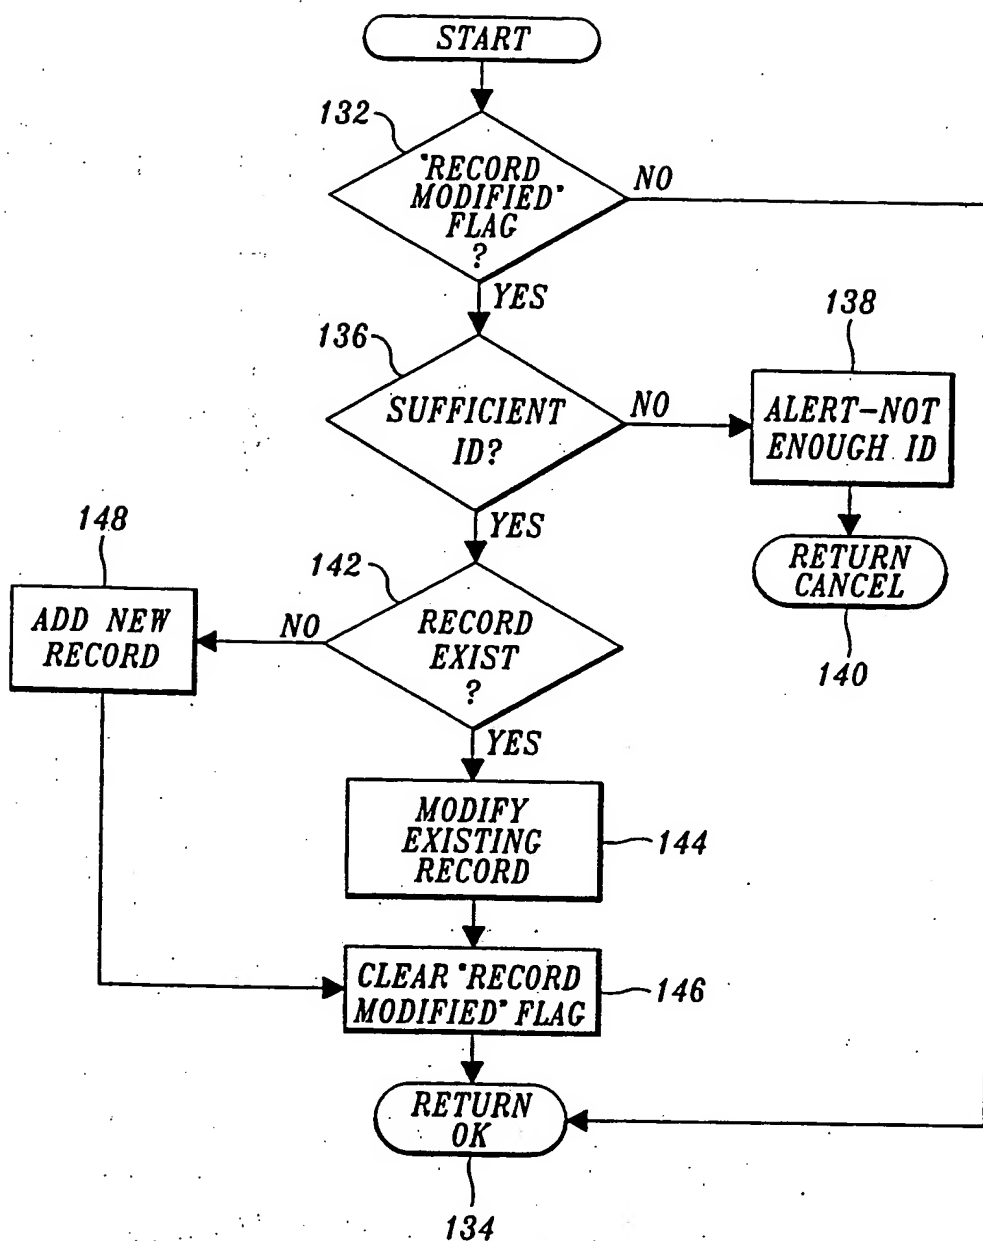 START
132
"RECORD
MODIFIED"
FLAG
?
NO
YES
136
SUFFICIENT
ID?
NO
138
ALERT-NOT
ENOUGH ID
YES
RETURN
CANCEL
140
148
ADD NEW
RECORD
142
NO
RECORD
EXIST
?
YES
MODIFY
EXISTING
RECORD
144
CLEAR "RECORD
MODIFIED" FLAG
146
RETURN
OK
134